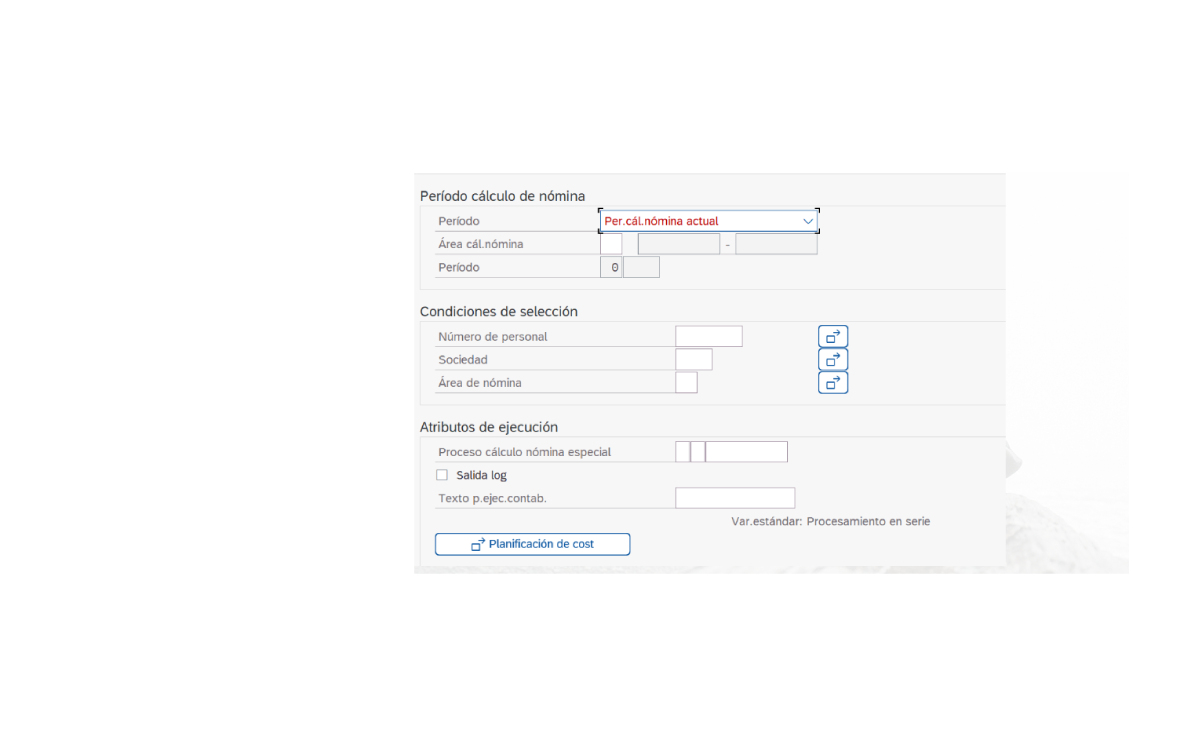 Período cálculo de nómina
Período Per.cál.nómina actual
Área cál.nómina -
Período 0
Condiciones de selección
Número de personal
Sociedad
Área de nómina
Atributos de ejecución
Proceso cálculo nómina especial
Salida log
Texto p.ejec.contab.
Var.estándar: Procesamiento en serie
Planificación de cost